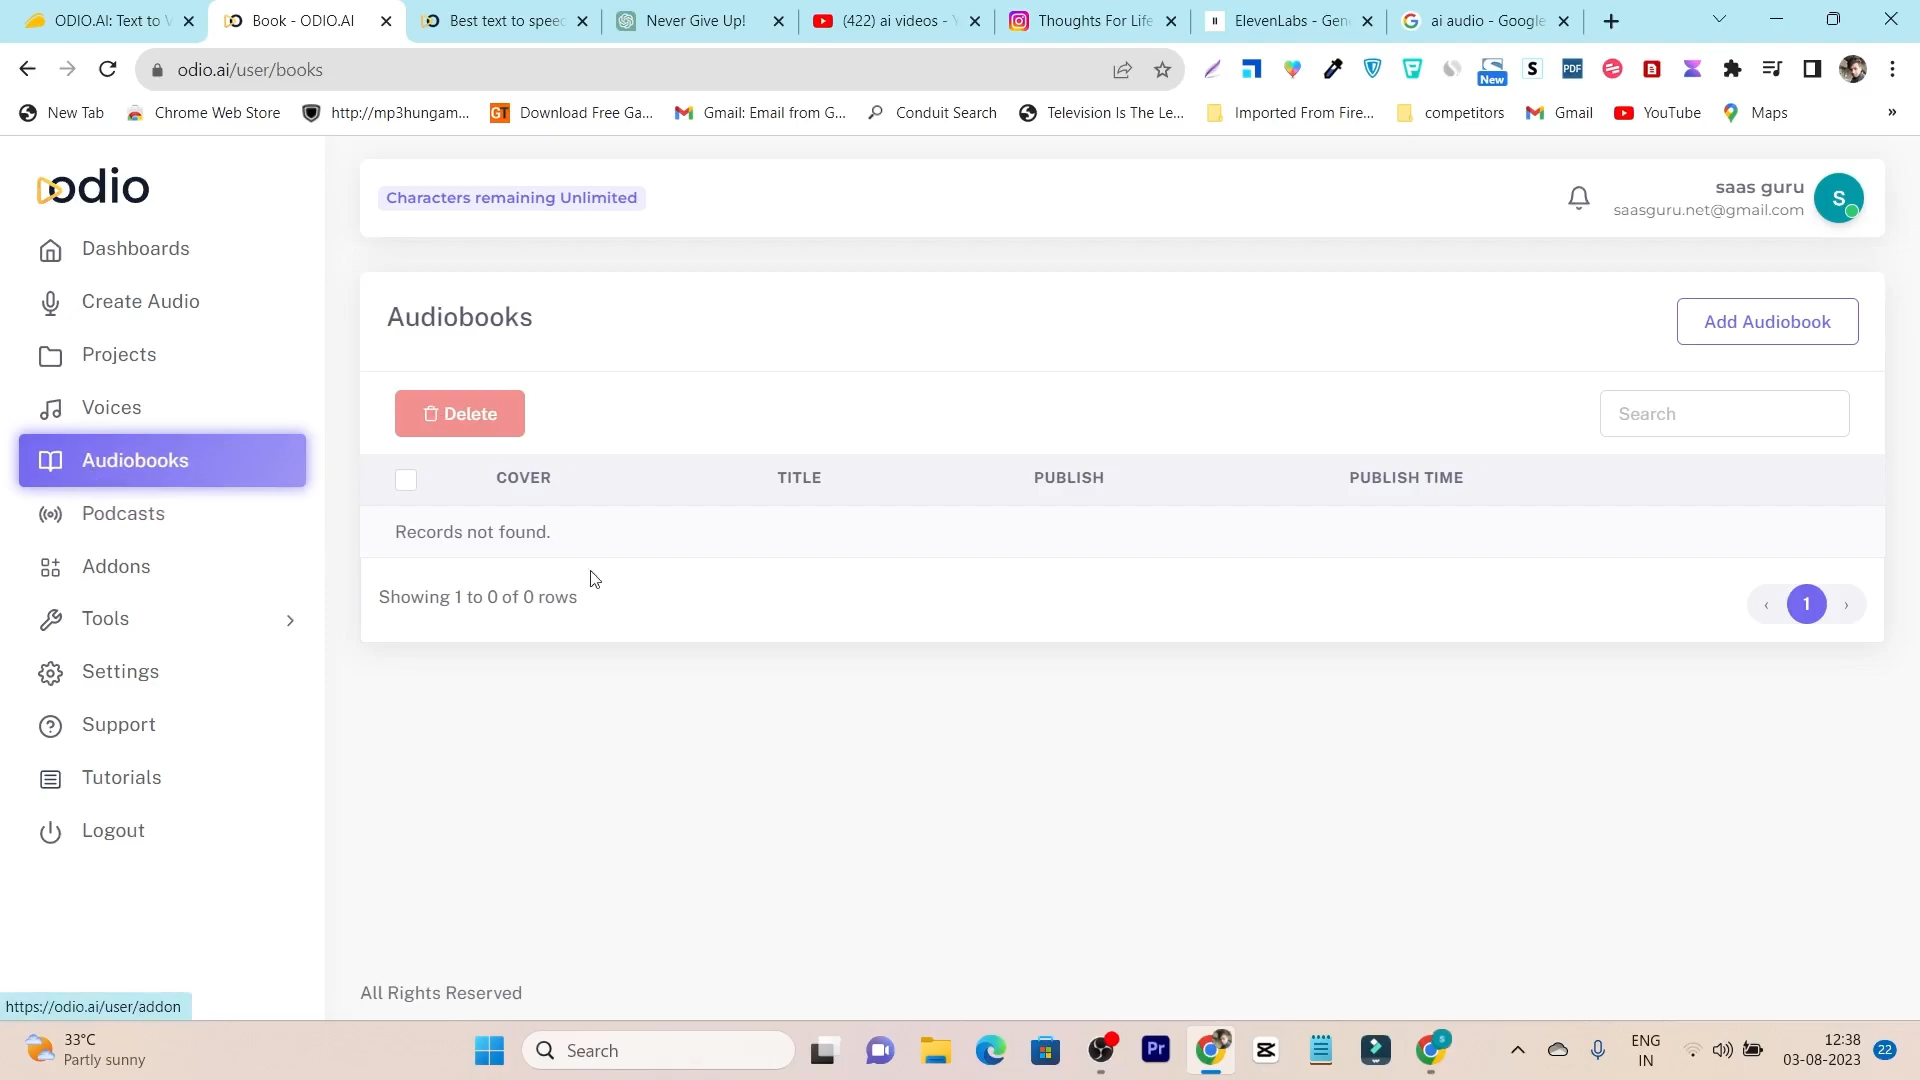 ODIO.AI: Text to V
Book - ODIO.AI
Best text to speec
Never Give Up!
(422) ai videos - Y
Thoughts For Life
ElevenLabs - Gen
ai audio - Google
odio.ai/user/books
New
S
PDF
New Tab
Chrome Web Store
http://mp3hungam...
GT
Download Free Ga...
Gmail: Email from G...
Conduit Search
Television Is The Le...
Imported From Fire...
competitors
Gmail
YouTube
Maps
»
odio
Dashboards
Create Audio
Projects
Voices
Audiobooks
Podcasts
Addons
Tools
Settings
Support
Tutorials
Logout
Characters remaining Unlimited
saas guru
saasguru.net@gmail.com
S
Audiobooks
Add Audiobook
Delete
Search
COVER TITLE PUBLISH PUBLISH TIME
Records not found.
Showing 1 to 0 of 0 rows
‹ 1 ›
All Rights Reserved
https://odio.ai/user/addon
33°C
Partly sunny
Search
Pr
S
ENG
IN
12:38
03-08-2023
22